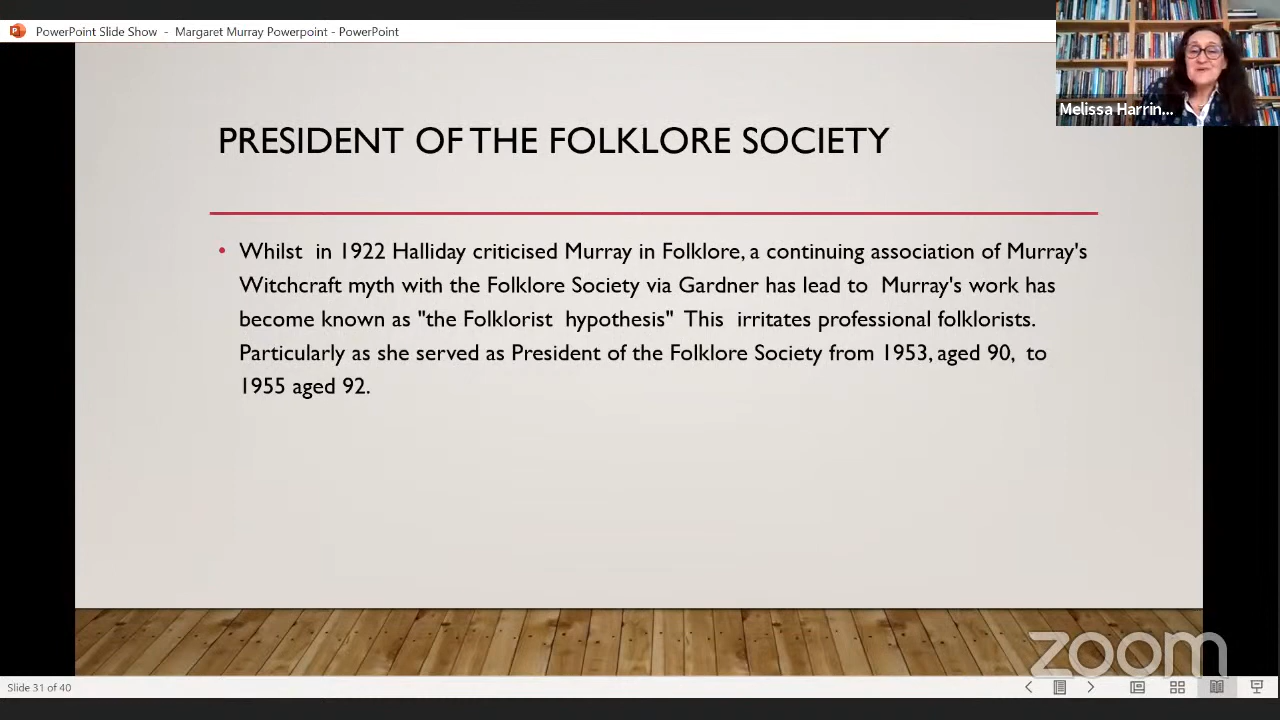 PowerPoint Slide Show - Margaret Murray Powerpoint - PowerPoint
Melissa Harrin...
PRESIDENT OF THE FOLKLORE SOCIETY
• Whilst in 1922 Halliday criticised Murray in Folklore, a continuing association of Murray's
Witchcraft myth with the Folklore Society via Gardner has lead to Murray's work has
become known as "the Folklorist hypothesis" This irritates professional folklorists.
Particularly as she served as President of the Folklore Society from 1953, aged 90, to
1955 aged 92.
zoom
Slide 31 of 40